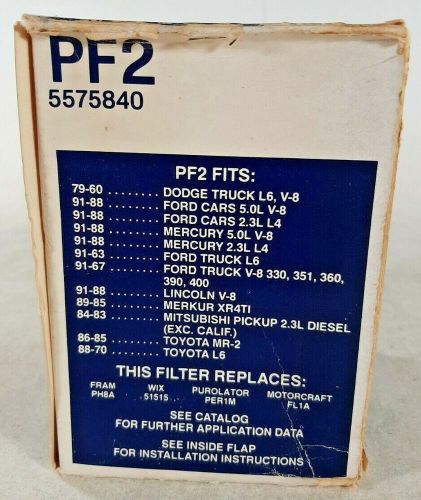 PF2
5575840
PF2 FITS:
79-60 ........ DODGE TRUCK L6, V-8
91-88 ........ FORD CARS 5.0L V-8
91-88 ........ FORD CARS 2.3L L4
91-88 ........ MERCURY 5.0L V-8
91-88 ........ MERCURY 2.3L L4
91-63 ........ FORD TRUCK L6
91-67 ........ FORD TRUCK V-8 330, 351, 360,
390, 400
91-88 ........ LINCOLN V-8
89-85 ........ MERKUR XR4TI
84-83 ........ MITSUBISHI PICKUP 2.3L DIESEL
(EXC. CALIF.)
86-85 ........ TOYOTA MR-2
88-70 ........ TOYOTA L6
THIS FILTER REPLACES:
FRAM WIX PUROLATOR MOTORCRAFT
PH8A 51515 PER1M FL1A
SEE CATALOG
FOR FURTHER APPLICATION DATA
SEE INSIDE FLAP
FOR INSTALLATION INSTRUCTIONS